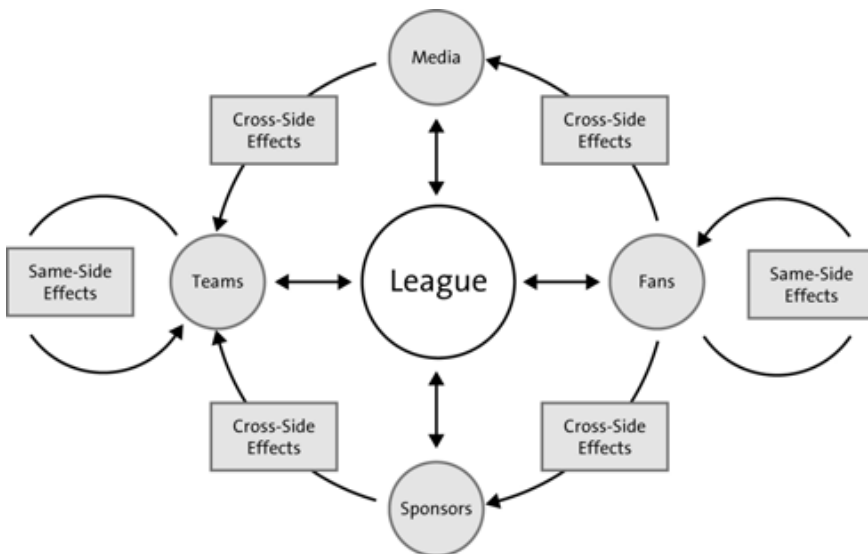 Media
Cross-Side
Effects
Cross-Side
Effects
Same-Side
Effects
Teams
League
Fans
Same-Side
Effects
Cross-Side
Effects
Cross-Side
Effects
Sponsors